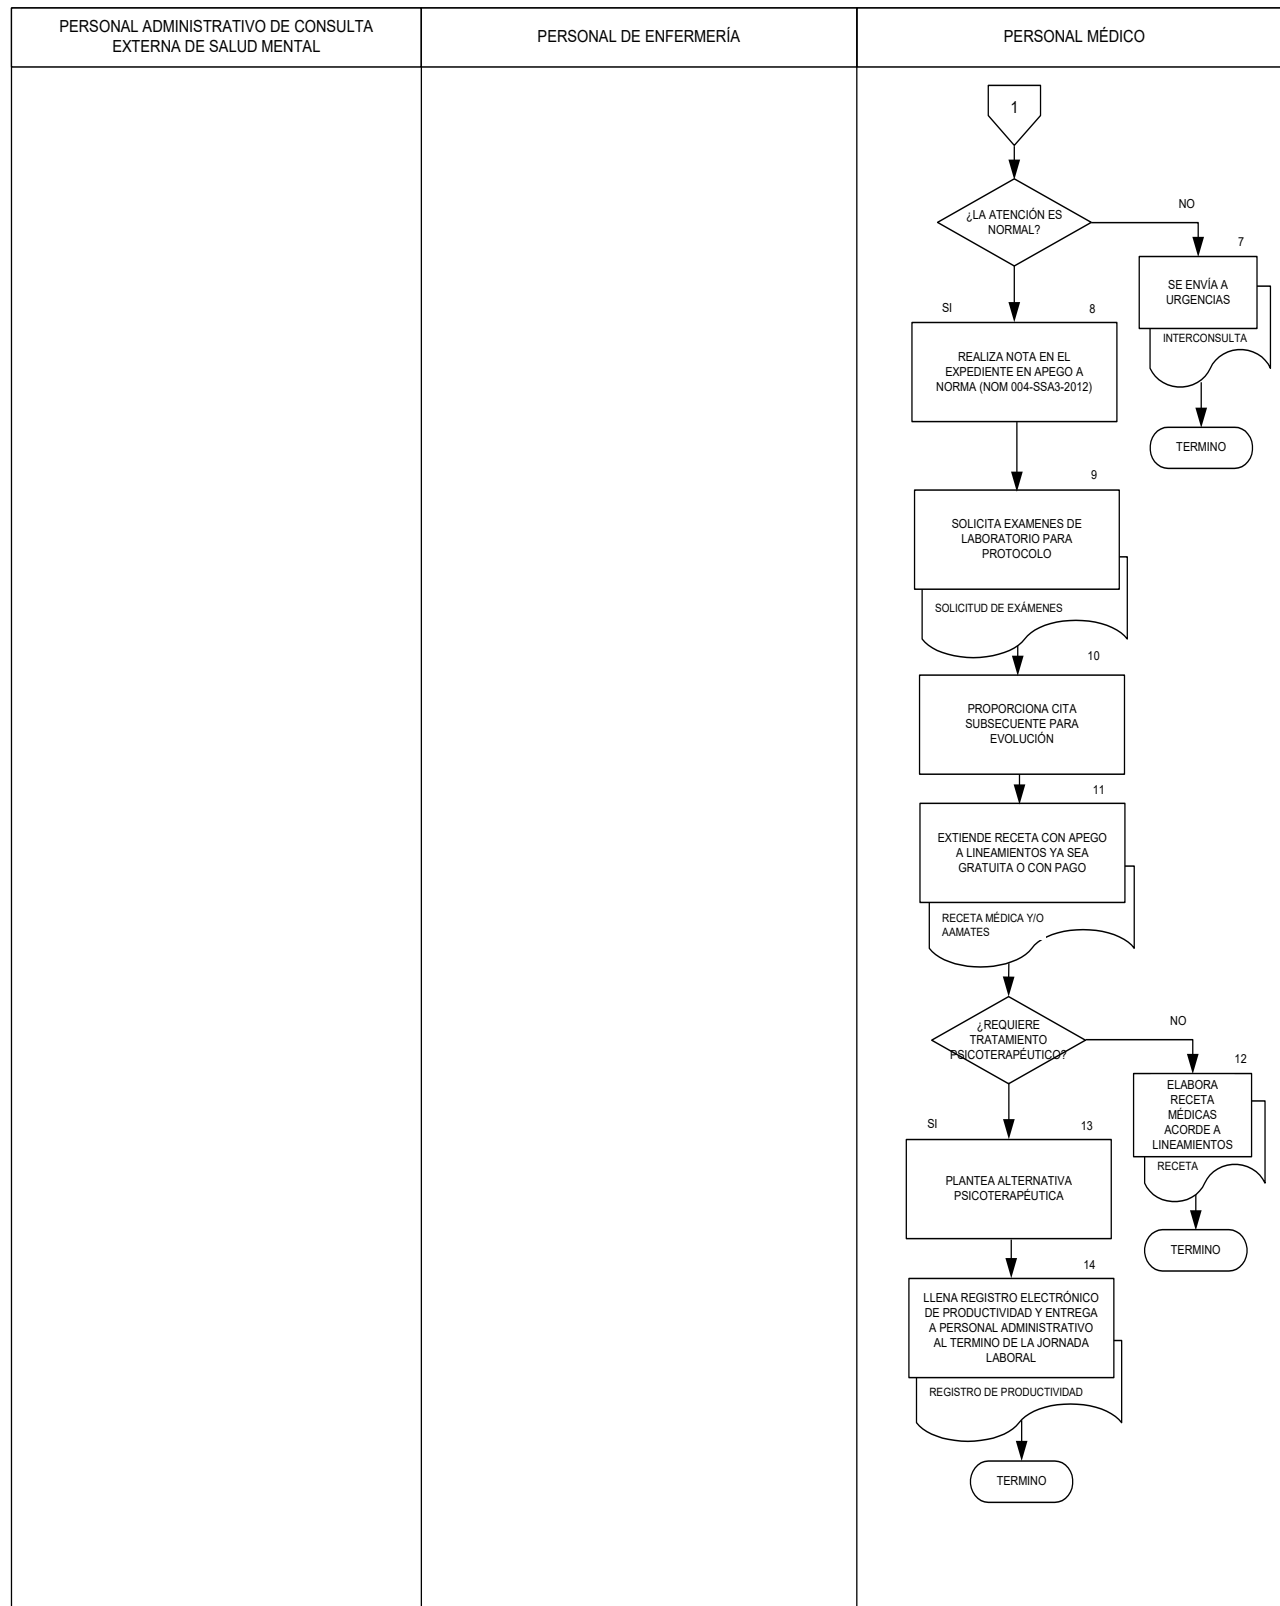 PERSONAL ADMINISTRATIVO DE CONSULTA
EXTERNA DE SALUD MENTAL
PERSONAL DE ENFERMERÍA
PERSONAL MÉDICO
1
¿LA ATENCIÓN ES
NORMAL?
NO
7
SE ENVÍA A
URGENCIAS
INTERCONSULTA
TERMINO
SI
8
REALIZA NOTA EN EL
EXPEDIENTE EN APEGO A
NORMA (NOM 004-SSA3-2012)
9
SOLICITA EXAMENES DE
LABORATORIO PARA
PROTOCOLO
SOLICITUD DE EXÁMENES
10
PROPORCIONA CITA
SUBSECUENTE PARA
EVOLUCIÓN
11
EXTIENDE RECETA CON APEGO
A LINEAMIENTOS YA SEA
GRATUITA O CON PAGO
RECETA MÉDICA Y/O
AAMATES
¿REQUIERE
TRATAMIENTO
PSICOTERAPÉUTICO?
NO
12
ELABORA
RECETA
MÉDICAS
ACORDE A
LINEAMIENTOS
RECETA
TERMINO
SI
13
PLANTEA ALTERNATIVA
PSICOTERAPÉUTICA
14
LLENA REGISTRO ELECTRÓNICO
DE PRODUCTIVIDAD Y ENTREGA
A PERSONAL ADMINISTRATIVO
AL TERMINO DE LA JORNADA
LABORAL
REGISTRO DE PRODUCTIVIDAD
TERMINO